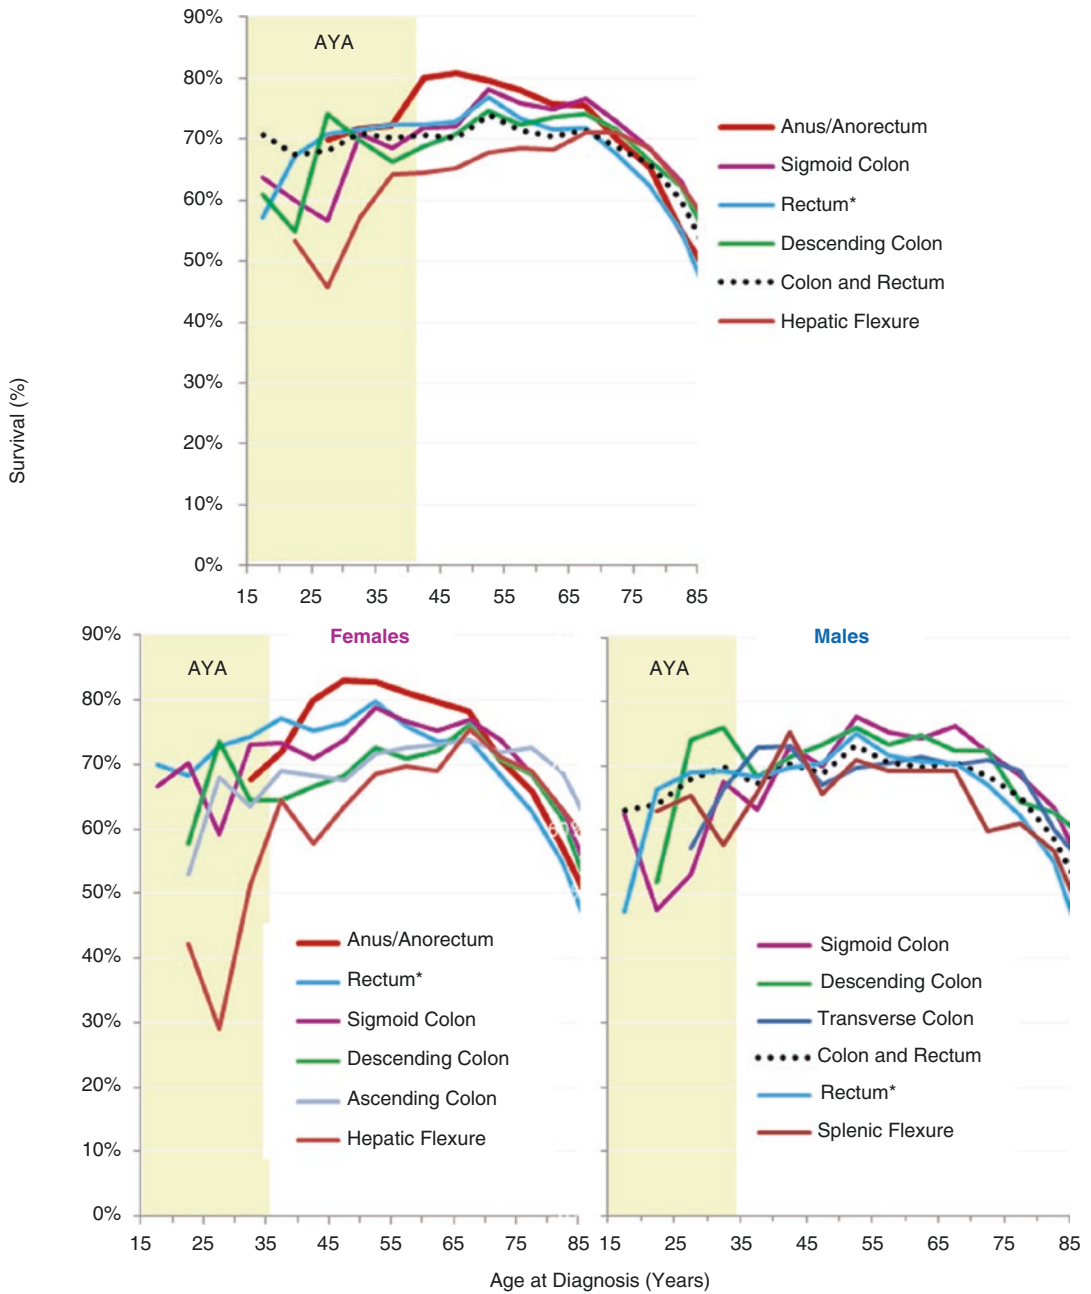 90%
AYA
80%
70%
60%
50%
40%
30%
20%
10%
0%
15 25 35 45 55 65 75 85
Anus/Anorectum
Sigmoid Colon
Rectum*
Descending Colon
Colon and Rectum
Hepatic Flexure
Survival (%)
Females
90%
AYA
80%
70%
60%
50%
40%
30%
20%
10%
0%
15 25 35 45 55 65 75 85
Anus/Anorectum
Rectum*
Sigmoid Colon
Descending Colon
Ascending Colon
Hepatic Flexure
Males
AYA
15 25 35 45 55 65 75 85
Sigmoid Colon
Descending Colon
Transverse Colon
Colon and Rectum
Rectum*
Splenic Flexure
Age at Diagnosis (Years)